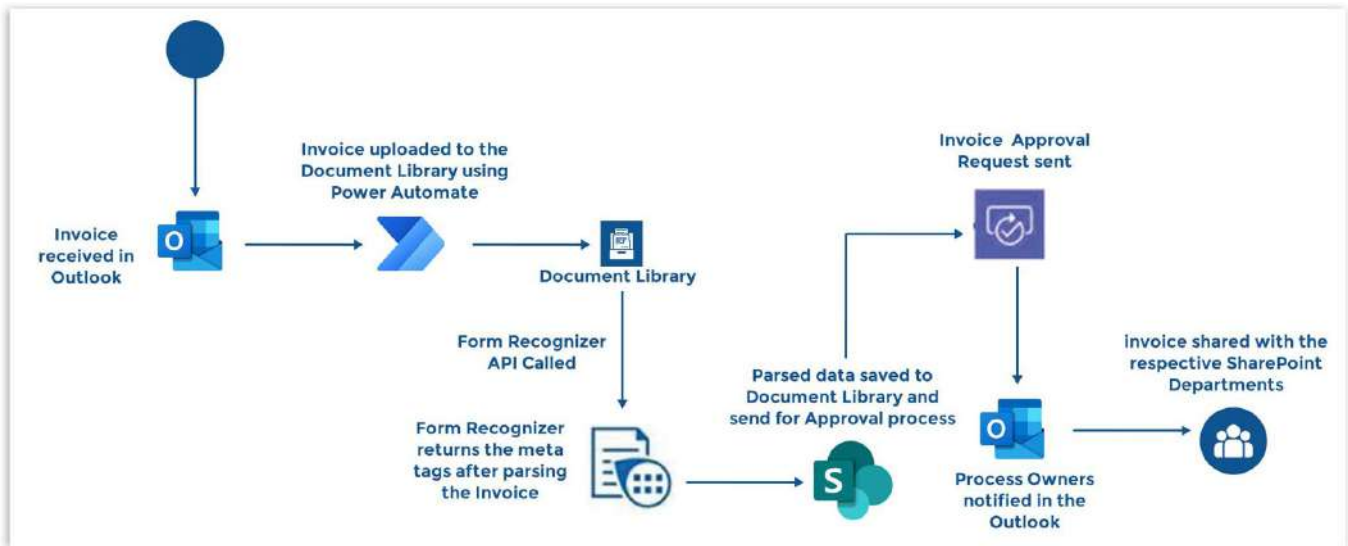 Invoice
received in
Outlook
O
Invoice uploaded to the
Document Library using
Power Automate
Document Library
Form Recognizer
API Called
Form Recognizer
returns the meta
tags after parsing
the Invoice
Parsed data saved to
Document Library and
send for Approval process
S
Invoice Approval
Request sent
O
Process Owners
notified in the
Outlook
invoice shared with the
respective SharePoint
Departments